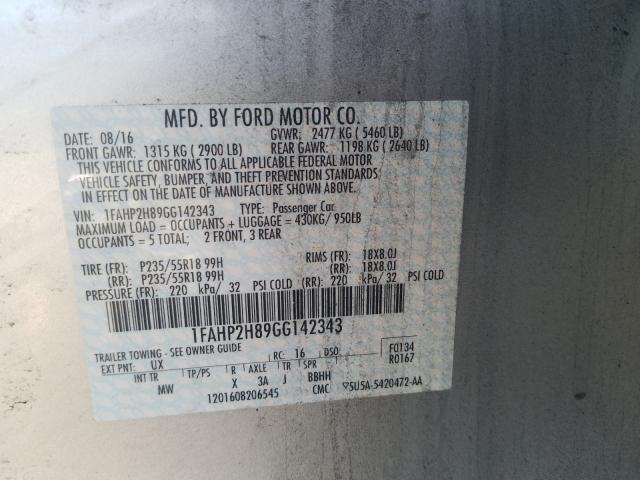 MFD. BY FORD MOTOR CO.
DATE: 08/16 GVWR: 2477 KG ( 5460 LB)
FRONT GAWR: 1315 KG ( 2900 LB) REAR GAWR: 1198 KG ( 2640 LB)
THIS VEHICLE CONFORMS TO ALL APPLICABLE FEDERAL MOTOR
VEHICLE SAFETY, BUMPER, AND THEFT PREVENTION STANDARDS
IN EFFECT ON THE DATE OF MANUFACTURE SHOWN ABOVE.
VIN: 1FAHP2H89GG142343 TYPE: Passenger Car
MAXIMUM LOAD = OCCUPANTS + LUGGAGE = 430KG/ 950LB
OCCUPANTS = 5 TOTAL; 2 FRONT, 3 REAR
TIRE (FR): P235/55R18 99H RIMS (FR): 18X8.0J
(RR): P235/55R18 99H (RR): 18X8.0J
PRESSURE (FR): 220 kPa/ 32 PSI COLD (RR): 220 kPa/ 32 PSI COLD
1FAHP2H89GG142343
TRAILER TOWING - SEE OWNER GUIDE
EXT PNT: UX RC: 16 DSO: F0134
R0167
INT TR TP/PS R AXLE TR SPR
MW X 3A J BBHH
1201608206545 CMC 5U5A-5420472-AA